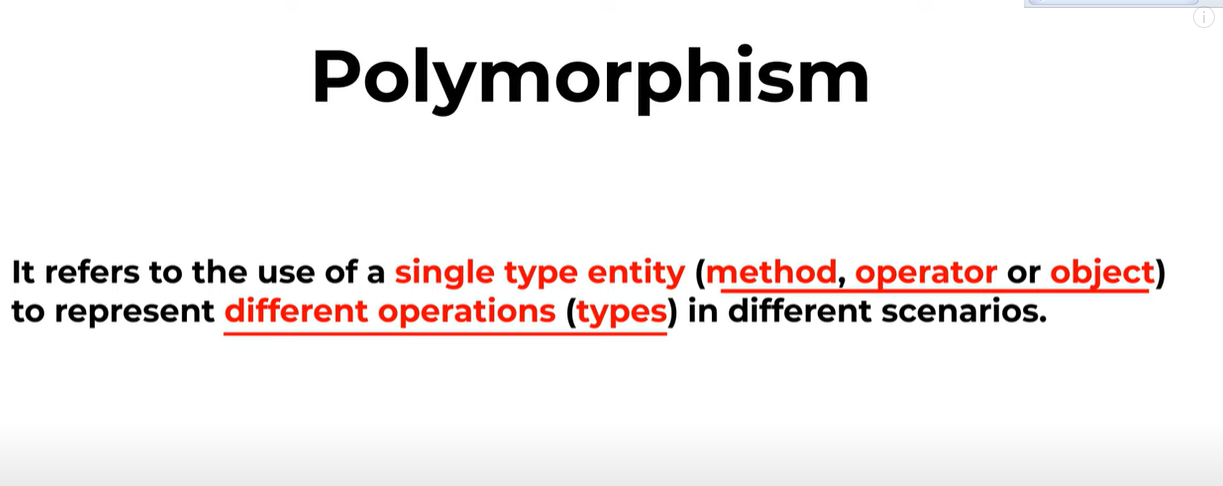 Polymorphism
It refers to the use of a single type entity (method, operator or object)
to represent different operations (types) in different scenarios.